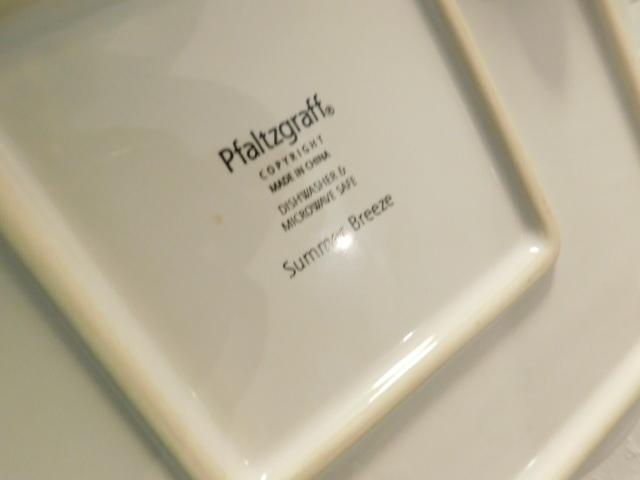 Pfaltzgraff®
COPYRIGHT
MADE IN CHINA
DISHWASHER &
MICROWAVE SAFE
Summer Breeze